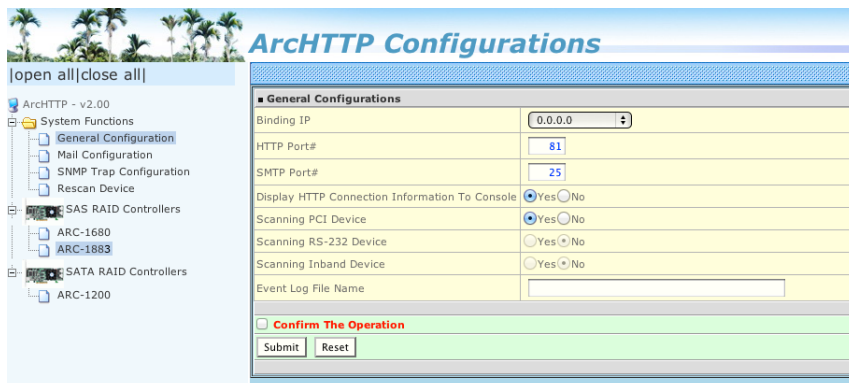 ArcHTTP Configurations
|open all|close all|
ArcHTTP - v2.00
System Functions
General Configuration
Mail Configuration
SNMP Trap Configuration
Rescan Device
SAS RAID Controllers
ARC-1680
ARC-1883
SATA RAID Controllers
ARC-1200
General Configurations
Binding IP 0.0.0.0
HTTP Port# 81
SMTP Port# 25
Display HTTP Connection Information To Console Yes No
Scanning PCI Device Yes No
Scanning RS-232 Device Yes No
Scanning Inband Device Yes No
Event Log File Name
Confirm The Operation
Submit Reset